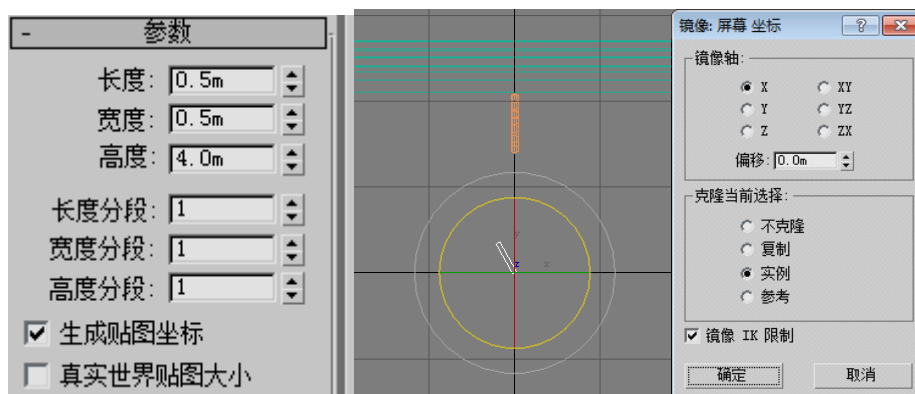 - 参数
长度: 0.5m
宽度: 0.5m
高度: 4.0m
长度分段: 1
宽度分段: 1
高度分段: 1
生成贴图坐标
真实世界贴图大小
y
z x
镜像: 屏幕 坐标
镜像轴:
X XY
Y YZ
Z ZX
偏移: 0.0m
克隆当前选择:
不克隆
复制
实例
参考
镜像 IK 限制
确定 取消